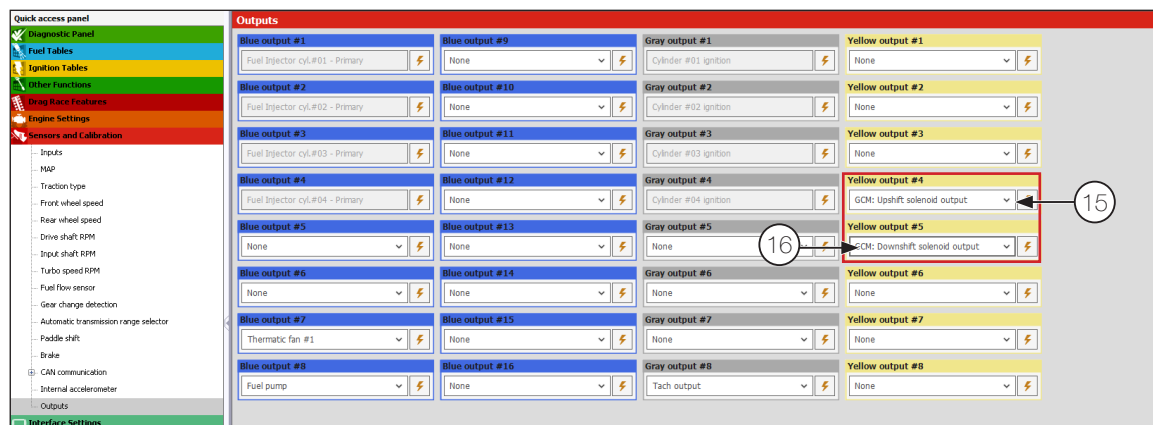 Quick access panel
Diagnostic Panel
Fuel Tables
Ignition Tables
Other Functions
Drag Race Features
Engine Settings
Sensors and Calibration
Inputs
MAP
Traction type
Front wheel speed
Rear wheel speed
Drive shaft RPM
Input shaft RPM
Turbo speed RPM
Fuel flow sensor
Gear change detection
Automatic transmission range selector
Paddle shift
Brake
CAN communication
Internal accelerometer
Outputs
Interface Settings
Outputs
Blue output #1
Fuel Injector cyl.#01 - Primary
Blue output #2
Fuel Injector cyl.#02 - Primary
Blue output #3
Fuel Injector cyl.#03 - Primary
Blue output #4
Fuel Injector cyl.#04 - Primary
Blue output #5
None
Blue output #6
None
Blue output #7
Thermatic fan #1
Blue output #8
Fuel pump
Blue output #9
None
Blue output #10
None
Blue output #11
None
Blue output #12
None
Blue output #13
None
Blue output #14
None
Blue output #15
None
Blue output #16
None
Gray output #1
Cylinder #01 ignition
Gray output #2
Cylinder #02 ignition
Gray output #3
Cylinder #03 ignition
Gray output #4
Cylinder #04 ignition
Gray output #5
None
Gray output #6
None
Gray output #7
None
Gray output #8
Tach output
Yellow output #1
None
Yellow output #2
None
Yellow output #3
None
Yellow output #4
GCM: Upshift solenoid output
15
Yellow output #5
16
GCM: Downshift solenoid output
Yellow output #6
None
Yellow output #7
None
Yellow output #8
None